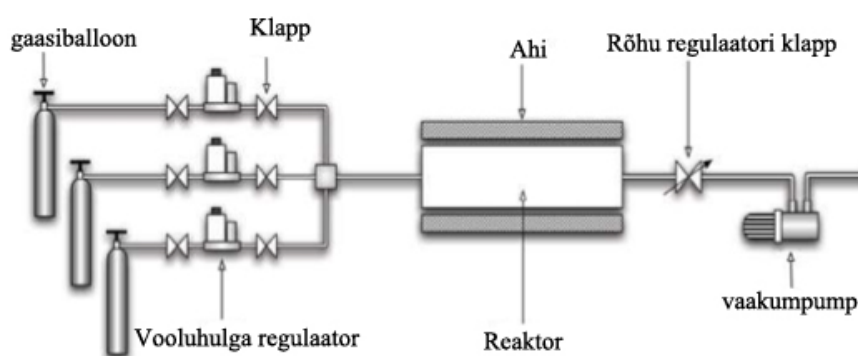 gaasiballoon
Klapp
Ahi
Rõhu regulaatori klapp
Vooluhulga regulaator
Reaktor
vaakumpump